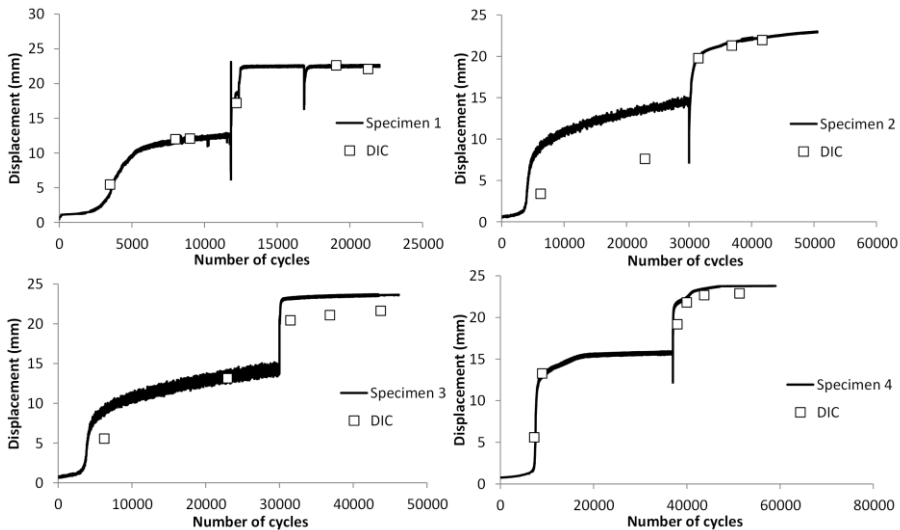 30
25
20
15
10
5
0
Displacement (mm)
0 5000 10000 15000 20000 25000
Number of cycles
Specimen 1
DIC
25
20
15
10
5
0
Displacement (mm)
0 10000 20000 30000 40000 50000 60000
Number of cycles
Specimen 2
DIC
25
20
15
10
5
0
Displacement (mm)
0 10000 20000 30000 40000 50000
Number of cycles
Specimen 3
DIC
25
20
15
10
5
0
Displacement (mm)
0 20000 40000 60000 80000
Number of cycles
Specimen 4
DIC